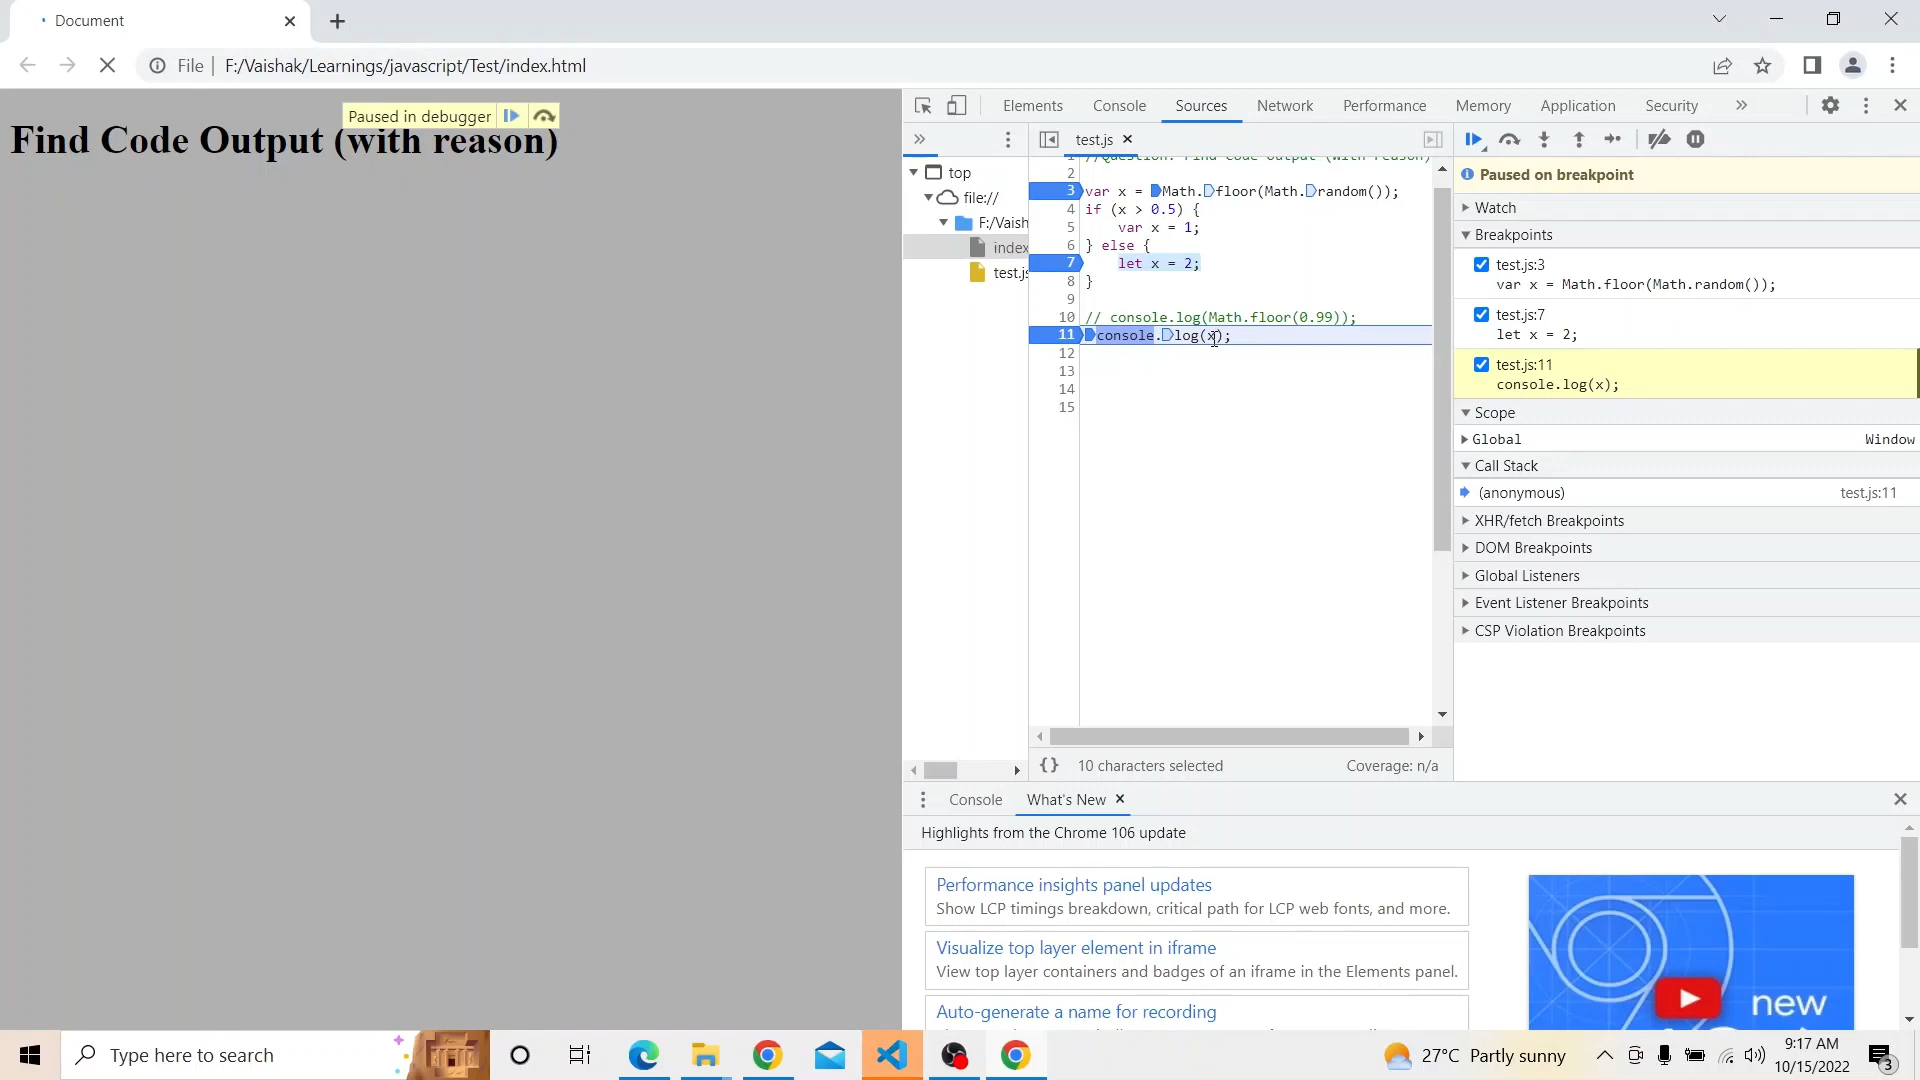 Document
File
F:/Vaishak/Learnings/javascript/Test/index.html
Paused in debugger
Find Code Output (with reason)
Elements Console Sources Network Performance Memory Application Security
test.js
top
file://
F:/Vaish
index
test.js
1 //Question: Find Code Output (with reason)
2
3 var x = Math.floor(Math.random());
4 if (x > 0.5) {
5 var x = 1;
6 } else {
7 let x = 2;
8 }
9
10 // console.log(Math.floor(0.99));
11 console.log(x);
12
13
14
15
{} 10 characters selected Coverage: n/a
Paused on breakpoint
Watch
Breakpoints
test.js:3
var x = Math.floor(Math.random());
test.js:7
let x = 2;
test.js:11
console.log(x);
Scope
Global Window
Call Stack
(anonymous) test.js:11
XHR/fetch Breakpoints
DOM Breakpoints
Global Listeners
Event Listener Breakpoints
CSP Violation Breakpoints
Console What's New
Highlights from the Chrome 106 update
Performance insights panel updates
Show LCP timings breakdown, critical path for LCP web fonts, and more.
Visualize top layer element in iframe
View top layer containers and badges of an iframe in the Elements panel.
Auto-generate a name for recording
new
Type here to search
27°C Partly sunny
9:17 AM
10/15/2022
3